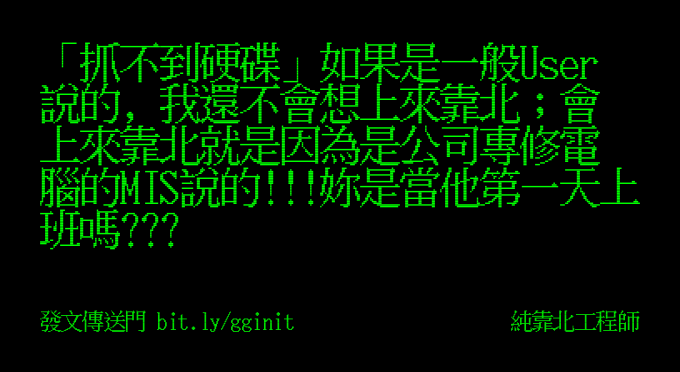 「抓不到硬碟」如果是一般User
說的，我還不會想上來靠北；會
上來靠北就是因為是公司專修電
腦的MIS說的!!!妳是當他第一天上
班嗎???
發文傳送門 bit.ly/gginit
純靠北工程師